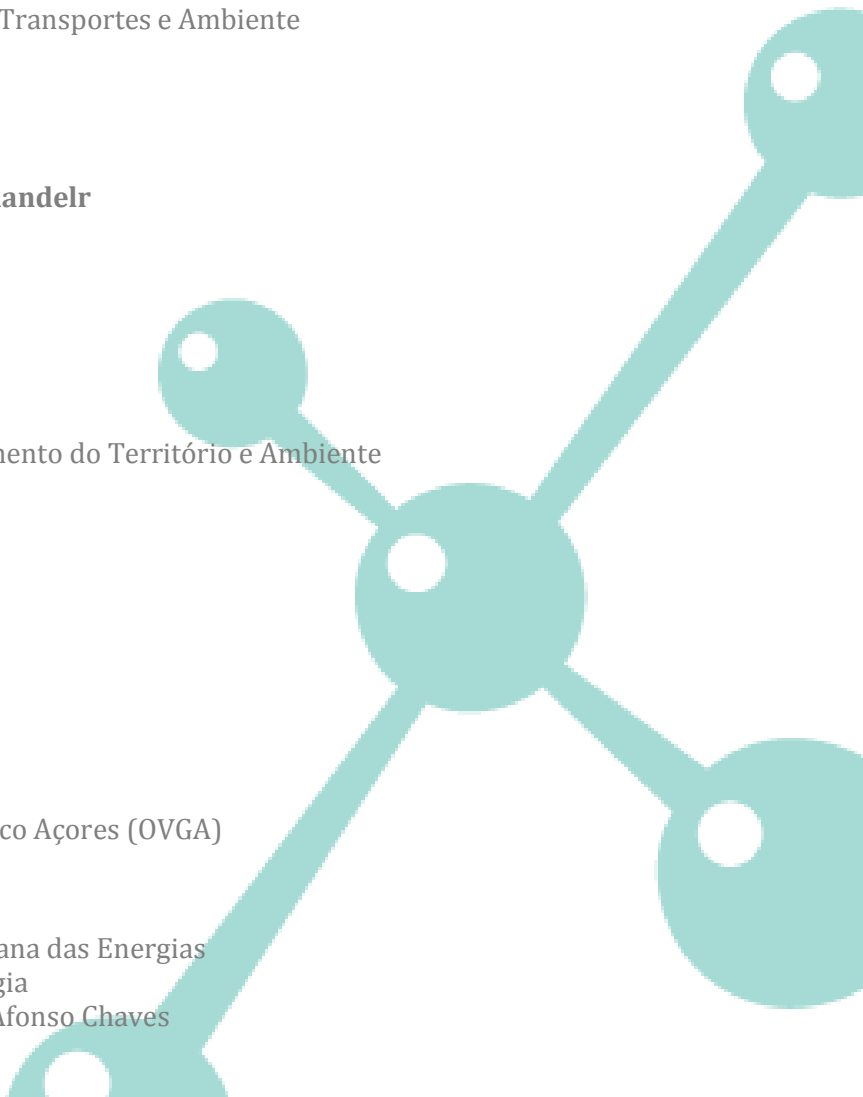 Transportes e Ambiente
andelr
mento do Território e Ambiente
co Açores (OVGA)
ana das Energias
gia
Afonso Chaves